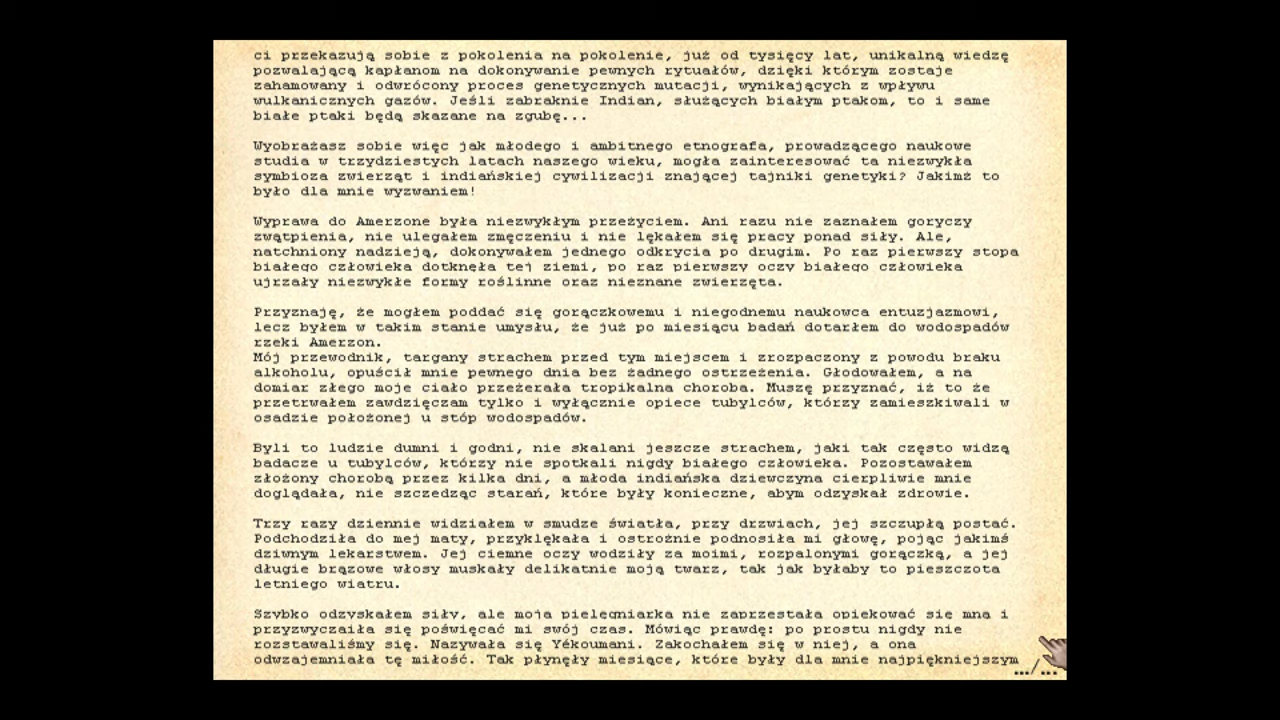 ci przekazują sobie z pokolenia na pokolenie, już od tysięcy lat, unikalną wiedzę
pozwalającą kapłanom na dokonywanie pewnych rytuałów, dzięki którym zostaje
zahamowany i odwrócony proces genetycznych mutacji, wynikających z wpływu
wulkanicznych gazów. Jeśli zabraknie Indian, służących białym ptakom, to i same
białe ptaki będą skazane na zgubę...
Wyobrażasz sobie więc jak młodego i ambitnego etnografa, prowadzącego naukowe
studia w trzydziestych latach naszego wieku, mogła zainteresować ta niezwykła
symbioza zwierząt i indiańskiej cywilizacji znającej tajniki genetyki? Jakimż to
było dla mnie wyzwaniem!
Wyprawa do Amerzone była niezwykłym przeżyciem. Ani razu nie zaznałem goryczy
zwątpienia, nie ulegałem zmęczeniu i nie lękałem się pracy ponad siły. Ale,
natchniony nadzieją, dokonywałem jednego odkrycia po drugim. Po raz pierwszy stopa
białego człowieka dotknęła tej ziemi, po raz pierwszy oczy białego człowieka
ujrzały niezwykłe formy roślinne oraz nieznane zwierzęta.
Przyznaję, że mogłem poddać się gorączkowemu i niegodnemu naukowca entuzjazmowi,
lecz byłem w takim stanie umysłu, że już po miesiącu badań dotarłem do wodospadów
rzeki Amerzon.
Mój przewodnik, targany strachem przed tym miejscem i zrozpaczony z powodu braku
alkoholu, opuścił mnie pewnego dnia bez żadnego ostrzeżenia. Głodowałem, a na
domiar złego moje ciało przeżerała tropikalna choroba. Muszę przyznać, iż to że
przetrwałem zawdzięczam tylko i wyłącznie opiece tubylców, którzy zamieszkiwali w
osadzie położonej u stóp wodospadów.
Byli to ludzie dumni i godni, nie skalani jeszcze strachem, jaki tak często widzą
badacze u tubylców, którzy nie spotkali nigdy białego człowieka. Pozostawałem
złożony chorobą przez kilka dni, a młoda indiańska dziewczyna cierpliwie mnie
doglądała, nie szczedząc starań, które były konieczne, abym odzyskał zdrowie.
Trzy razy dziennie widziałem w smudze światła, przy drzwiach, jej szczupłą postać.
Podchodziła do mej maty, przyklękała i ostrożnie podnosiła mi głowę, pojąc jakimś
dziwnym lekarstwem. Jej ciemne oczy wodziły za moimi, rozpalonymi gorączką, a jej
długie brązowe włosy muskały delikatnie moją twarz, tak jak byłaby to pieszczota
letniego wiatru.
Szybko odzyskałem siły, ale moja pielęgniarka nie zaprzestała opiekować się mną i
przyzwyczaiła się poświęcać mi swój czas. Mówiąc prawdę: po prostu nigdy nie
rozstawaliśmy się. Nazywała się Yékoumani. Zakochałem się w niej, a ona
odwzajemniała tę miłość. Tak płynęły miesiące, które były dla mnie najpiękniejszym
.../...